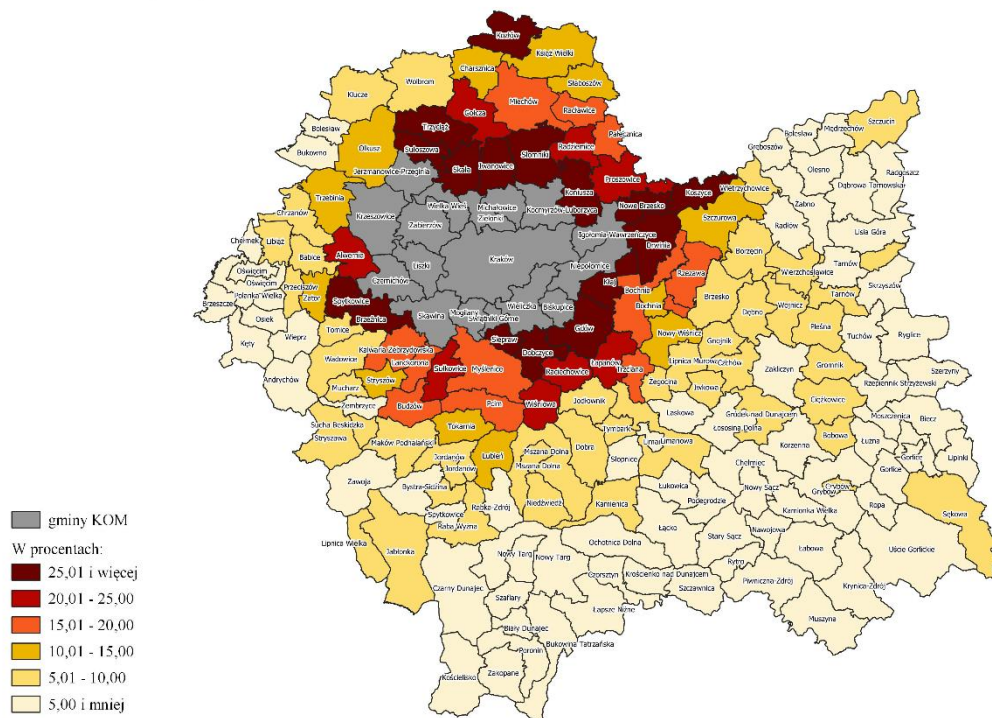 Kozłów
Książ Wielki
Charsznica
Słaboszów
Wolbrom
Klucze
Miechów
Racławice
Gołcza
Szczucin
Bolesław
Trzyciąż
Pałecznica
Bolesław
Mędrzechów
Gręboszów
Bukowno
Olkusz
Sułoszowa
Słomniki
Radziemice
Skała
Iwanowice
Olesno
Radgoszcz
Jerzmanowice-Przeginia
Proszowice
Dąbrowa Tarnowska
Koniusza
Koszyce
Wietrzychowice
Trzebinia
Wielka Wieś
Michałowice
Kocmyrzów-Luborzyca
Nowe Brzesko
Żabno
Chrzanów
Krzeszowice
Zabierzów
Zielonki
Szczurowa
Radłów
Lisia Góra
Igołomia-Wawrzeńczyce
Chełmek
Libiąż
Drwinia
Babice
Alwernia
Kraków
Borzęcin
Tarnów
Liszki
Niepołomice
Rzezawa
Wierzchosławice
Oświęcim
Oświęcim
Przeciszów
Czernichów
Kłaj
Skrzyszów
Polanka Wielka
Zator
Bochnia
Tarnów
Brzeszcze
Spytkowice
Wieliczka
Biskupice
Bochnia
Brzesko
Wojnicz
Osiek
Brzeźnica
Skawina
Mogilany
Świątniki Górne
Gdów
Dębno
Pleśna
Kęty
Wieprz
Tomice
Siepraw
Nowy Wiśnicz
Gnojnik
Tuchów
Ryglice
Wadowice
Kalwaria Zebrzydowska
Dobczyce
Łapanów
Lipnica Murowana
Czchów
Lanckorona
Sułkowice
Myślenice
Raciechowice
Trzciana
Zakliczyn
Gromnik
Szerzyny
Andrychów
Mucharz
Stryszów
Żegocina
Iwkowa
Rzepiennik Strzyżewski
Zembrzyce
Budzów
Pcim
Wiśniowa
Jodłownik
Laskowa
Gródek nad Dunajcem
Ciężkowice
Moszczenica
Biecz
Sucha Beskidzka
Tokarnia
Tymbark
Łososina Dolna
Bobowa
Łużna
Stryszawa
Maków Podhalański
Lubień
Mszana Dolna
Dobra
Limanowa
Korzenna
Lipinki
Jordanów
Jordanów
Mszana Dolna
Słopnice
Chełmiec
Gorlice
Gorlice
Zawoja
Bystra-Sidzina
Niedźwiedź
Kamienica
Łukowica
Nowy Sącz
Grybów
Grybów
Ropa
Sękowa
Rabka-Zdrój
Podegrodzie
Kamionka Wielka
Spytkowice
Raba Wyżna
Łącko
Nawojowa
Lipnica Wielka
Jabłonka
Ochotnica Dolna
Stary Sącz
Łabowa
Uście Gorlickie
Nowy Targ
Nowy Targ
Rytro
Czarny Dunajec
Szaflary
Czorsztyn
Krościenko nad Dunajcem
Szczawnica
Piwniczna-Zdrój
Krynica-Zdrój
Łapsze Niżne
Muszyna
Biały Dunajec
Bukowina Tatrzańska
Poronin
Kościelisko
Zakopane
gminy KOM
W procentach:
25,01 i więcej
20,01 - 25,00
15,01 - 20,00
10,01 - 15,00
5,01 - 10,00
5,00 i mniej